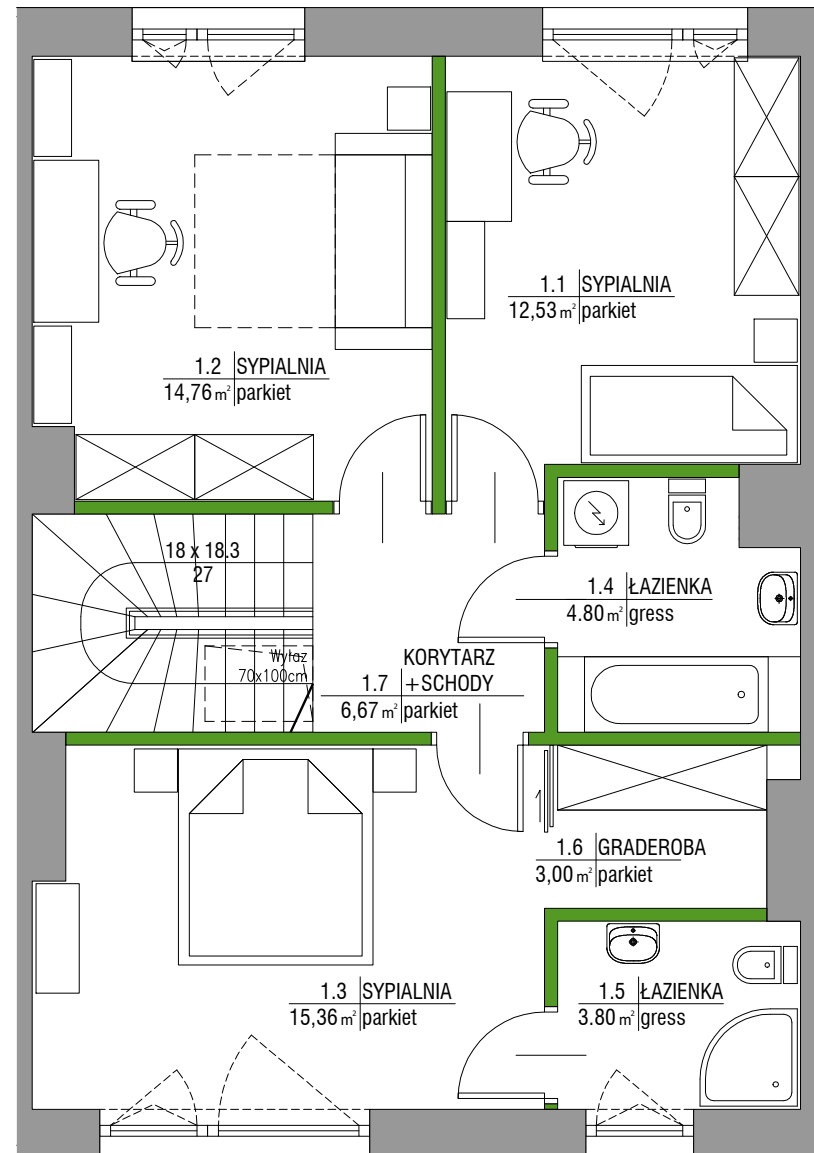 1.1 SYPIALNIA
12,53 m² parkiet
1.2 SYPIALNIA
14,76 m² parkiet
18 x 18.3
27
1.4 ŁAZIENKA
4.80 m² gress
Wyłaz
70x100cm
KORYTARZ
1.7 +SCHODY
6,67 m² parkiet
1.6 GRADEROBA
3,00 m² parkiet
1.3 SYPIALNIA
15,36 m² parkiet
1.5 ŁAZIENKA
3.80 m² gress